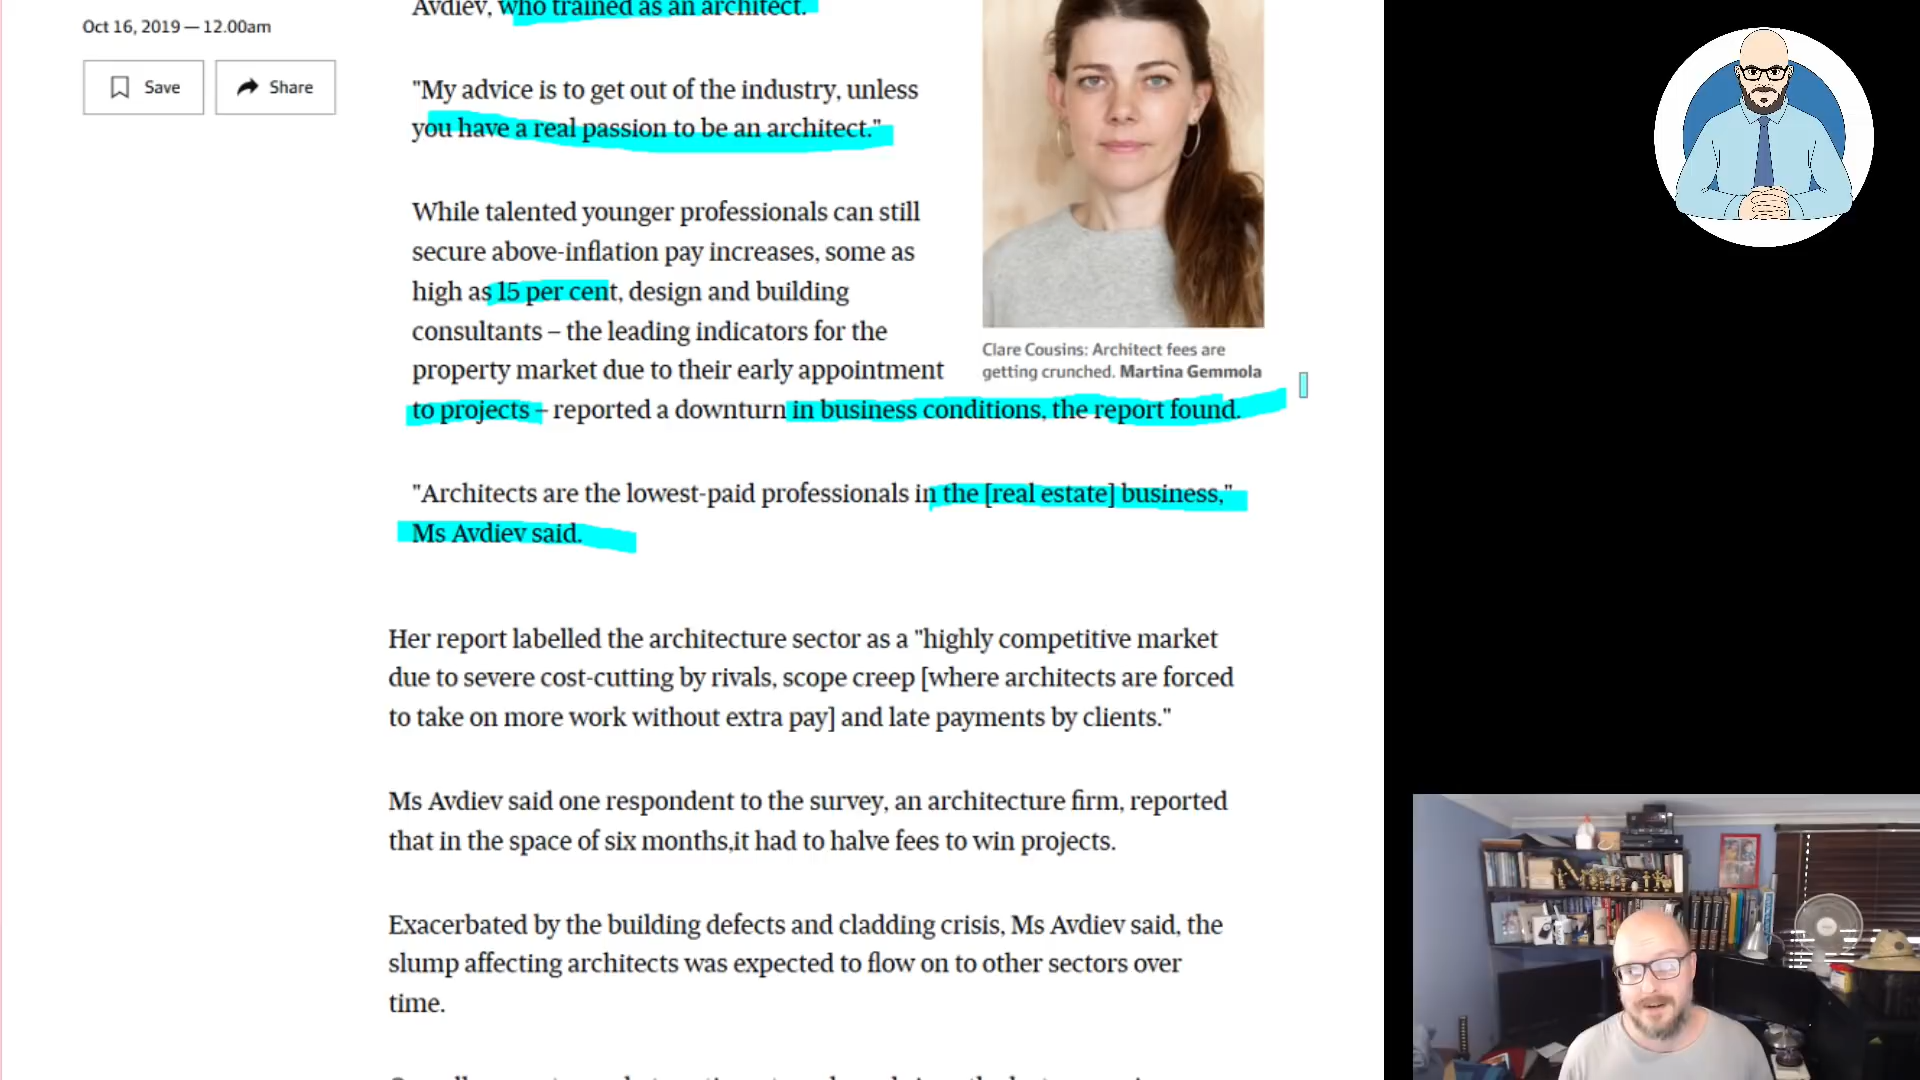 Avdiev, who trained as an architect.
Oct 16, 2019 — 12.00am
Save
Share
"My advice is to get out of the industry, unless
you have a real passion to be an architect."
While talented younger professionals can still
secure above-inflation pay increases, some as
high as 15 per cent, design and building
consultants – the leading indicators for the
property market due to their early appointment
to projects – reported a downturn in business conditions, the report found.
Clare Cousins: Architect fees are
getting crunched. Martina Gemmola
"Architects are the lowest-paid professionals in the [real estate] business,"
Ms Avdiev said.
Her report labelled the architecture sector as a "highly competitive market
due to severe cost-cutting by rivals, scope creep [where architects are forced
to take on more work without extra pay] and late payments by clients."
Ms Avdiev said one respondent to the survey, an architecture firm, reported
that in the space of six months,it had to halve fees to win projects.
Exacerbated by the building defects and cladding crisis, Ms Avdiev said, the
slump affecting architects was expected to flow on to other sectors over
time.